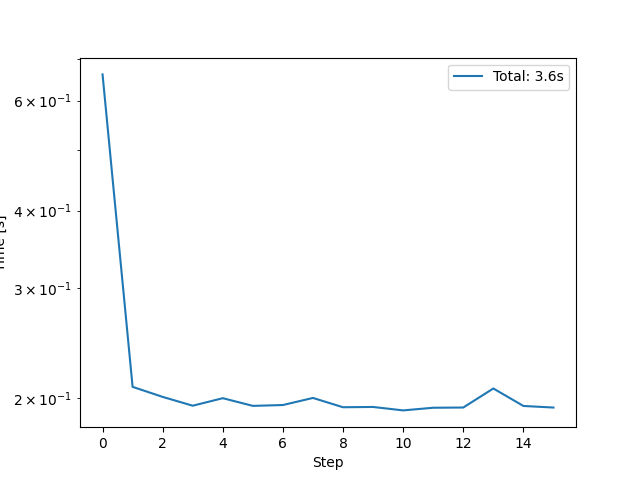 Total: 3.6s
6 × 10⁻¹
4 × 10⁻¹
3 × 10⁻¹
2 × 10⁻¹
[s]
0 2 4 6 8 10 12 14
Step